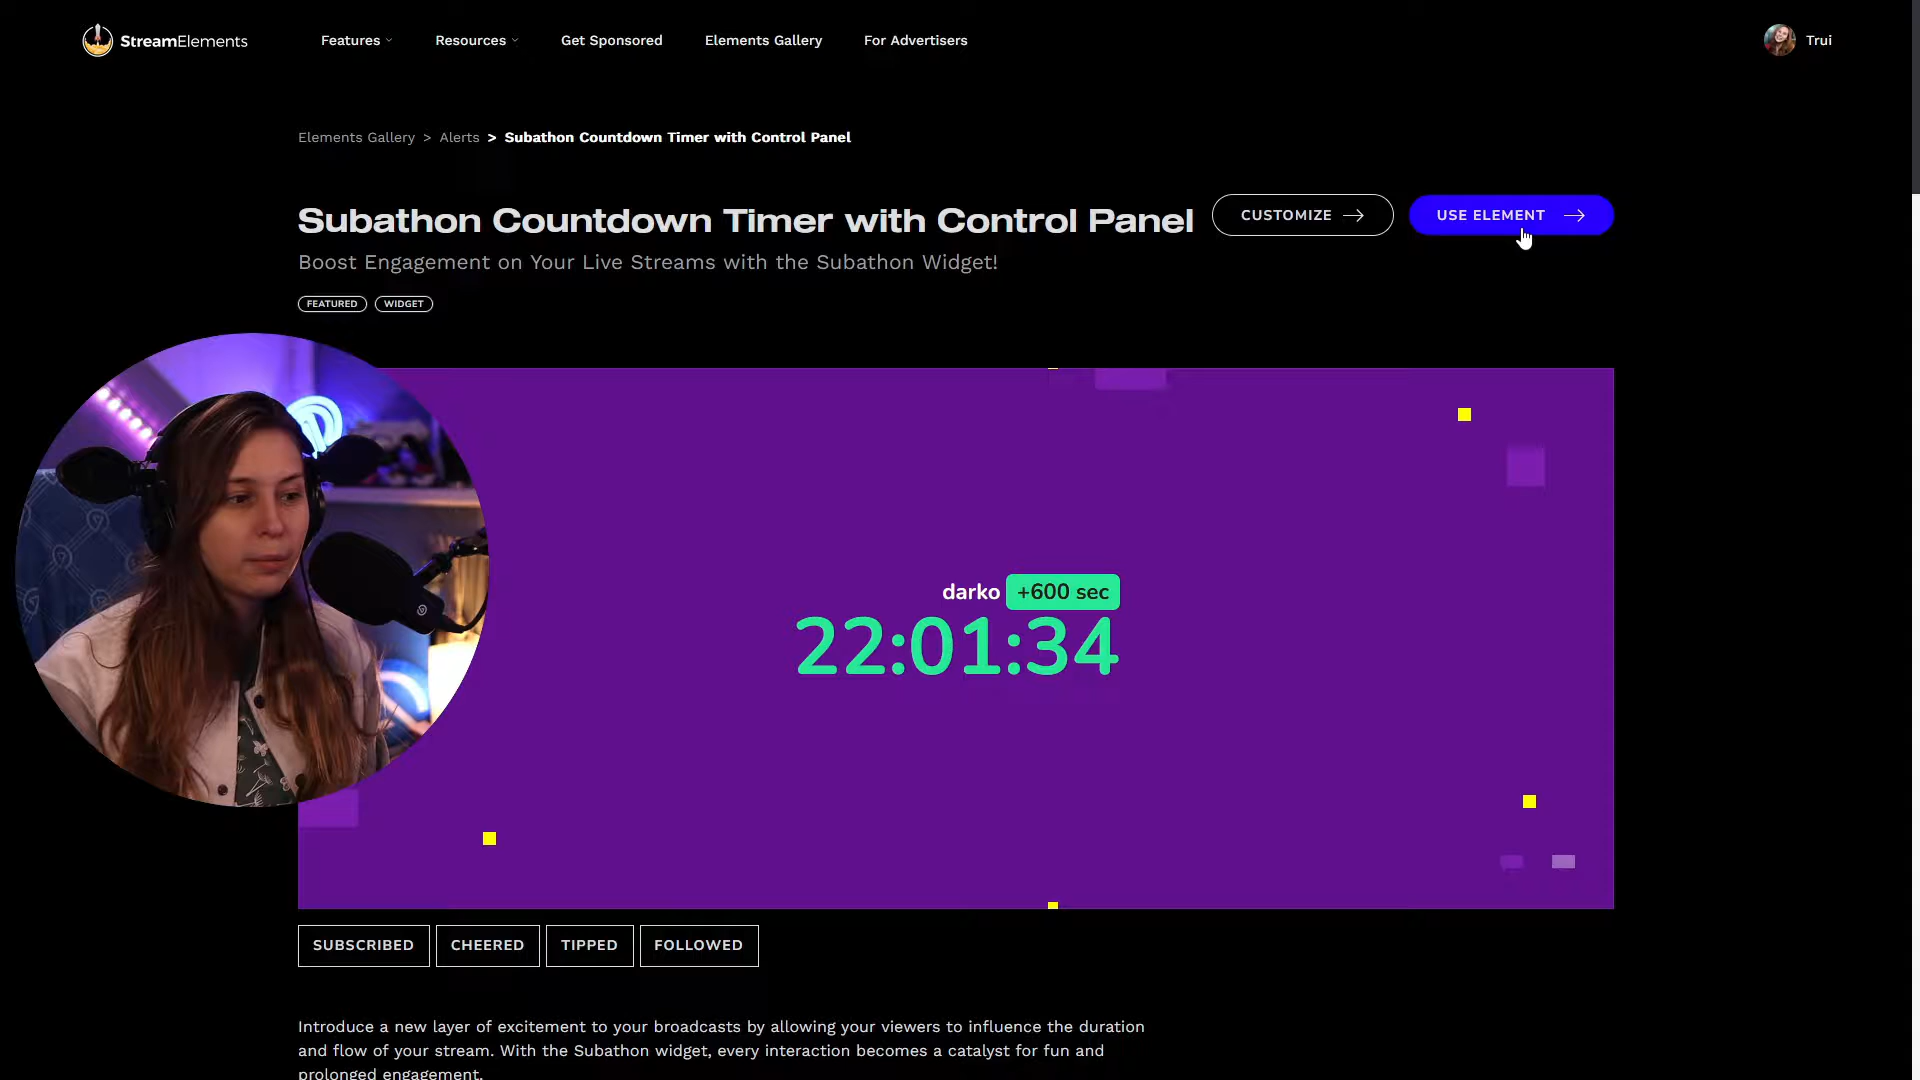 StreamElements
Features
Resources
Get Sponsored
Elements Gallery
For Advertisers
Trui
Elements Gallery > Alerts > Subathon Countdown Timer with Control Panel
Subathon Countdown Timer with Control Panel
CUSTOMIZE
USE ELEMENT
Boost Engagement on Your Live Streams with the Subathon Widget!
FEATURED
WIDGET
darko +600 sec
22:01:34
SUBSCRIBED
CHEERED
TIPPED
FOLLOWED
Introduce a new layer of excitement to your broadcasts by allowing your viewers to influence the duration
and flow of your stream. With the Subathon widget, every interaction becomes a catalyst for fun and
prolonged engagement.